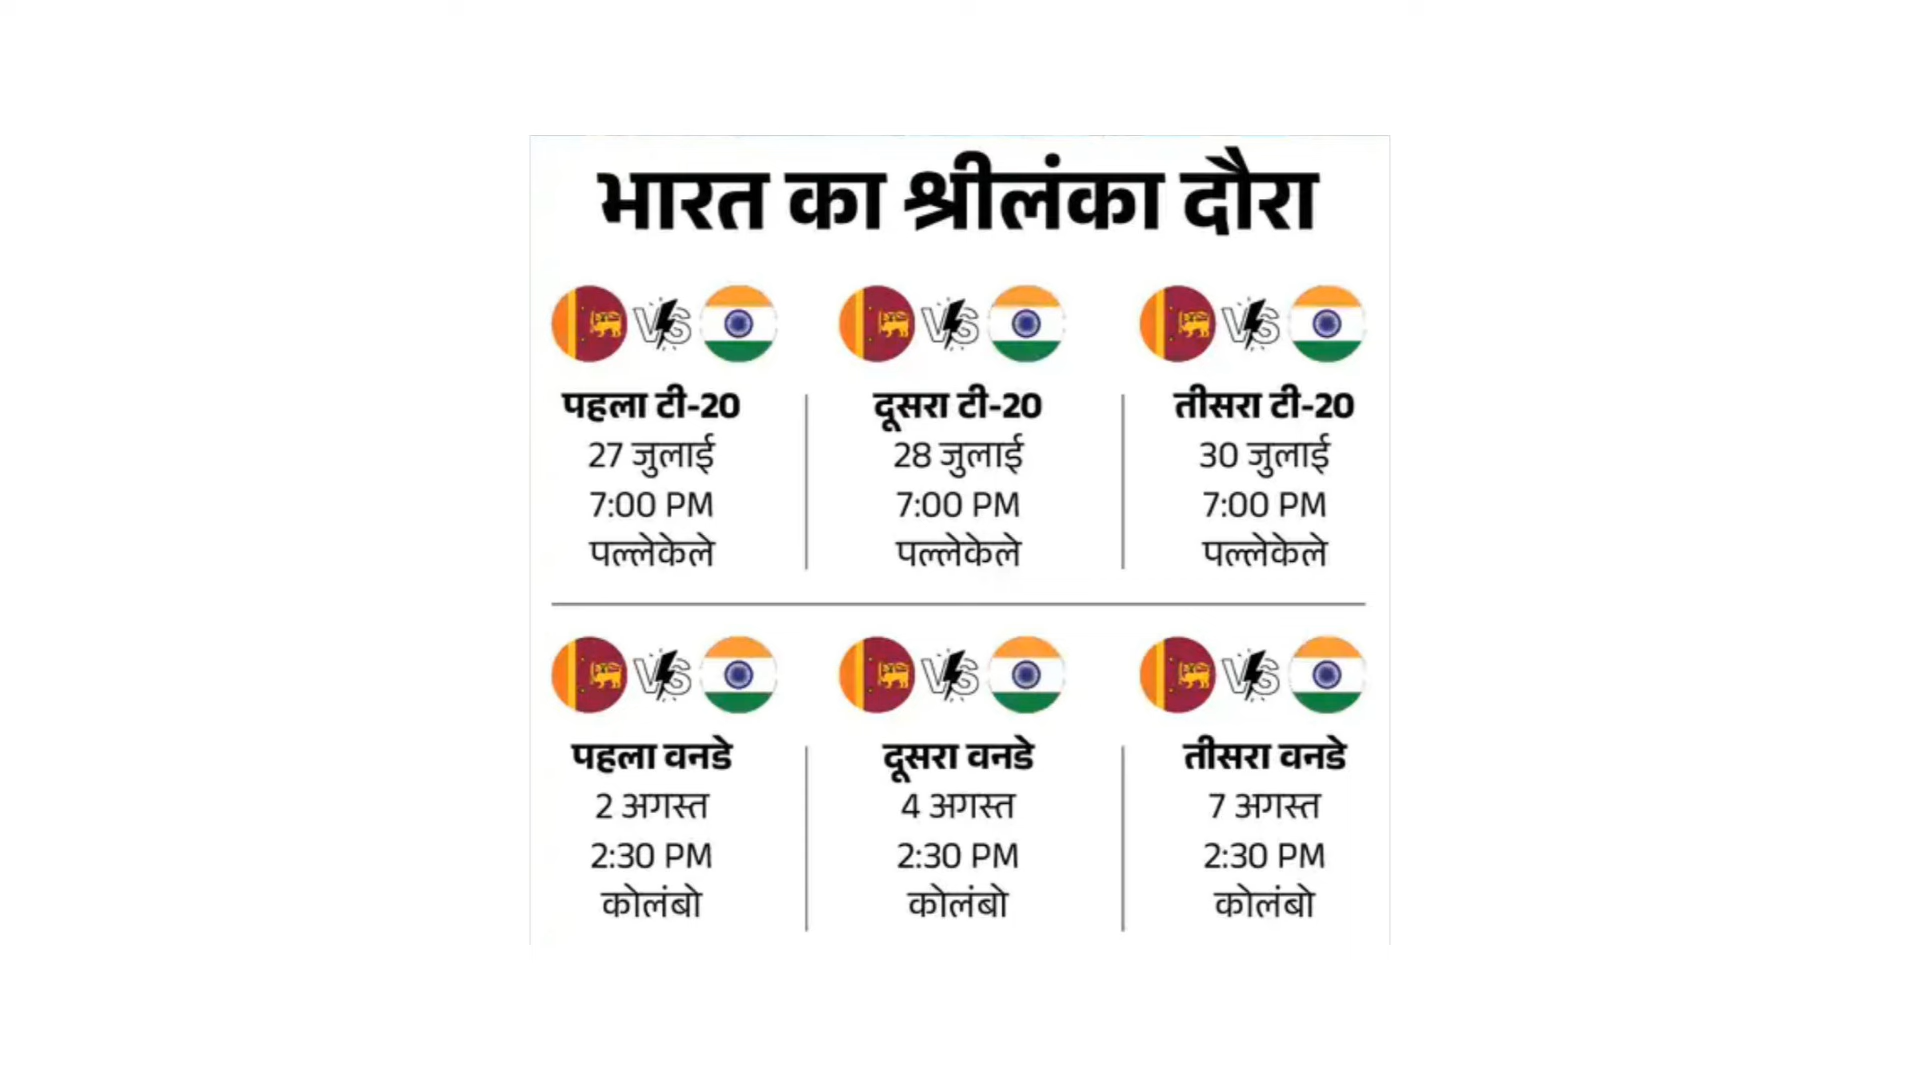 भारत का श्रीलंका दौरा
VS VS VS
पहला टी-20
27 जुलाई
7:00 PM
पल्लेकेले
दूसरा टी-20
28 जुलाई
7:00 PM
पल्लेकेले
तीसरा टी-20
30 जुलाई
7:00 PM
पल्लेकेले
VS VS VS
पहला वनडे
2 अगस्त
2:30 PM
कोलंबो
दूसरा वनडे
4 अगस्त
2:30 PM
कोलंबो
तीसरा वनडे
7 अगस्त
2:30 PM
कोलंबो